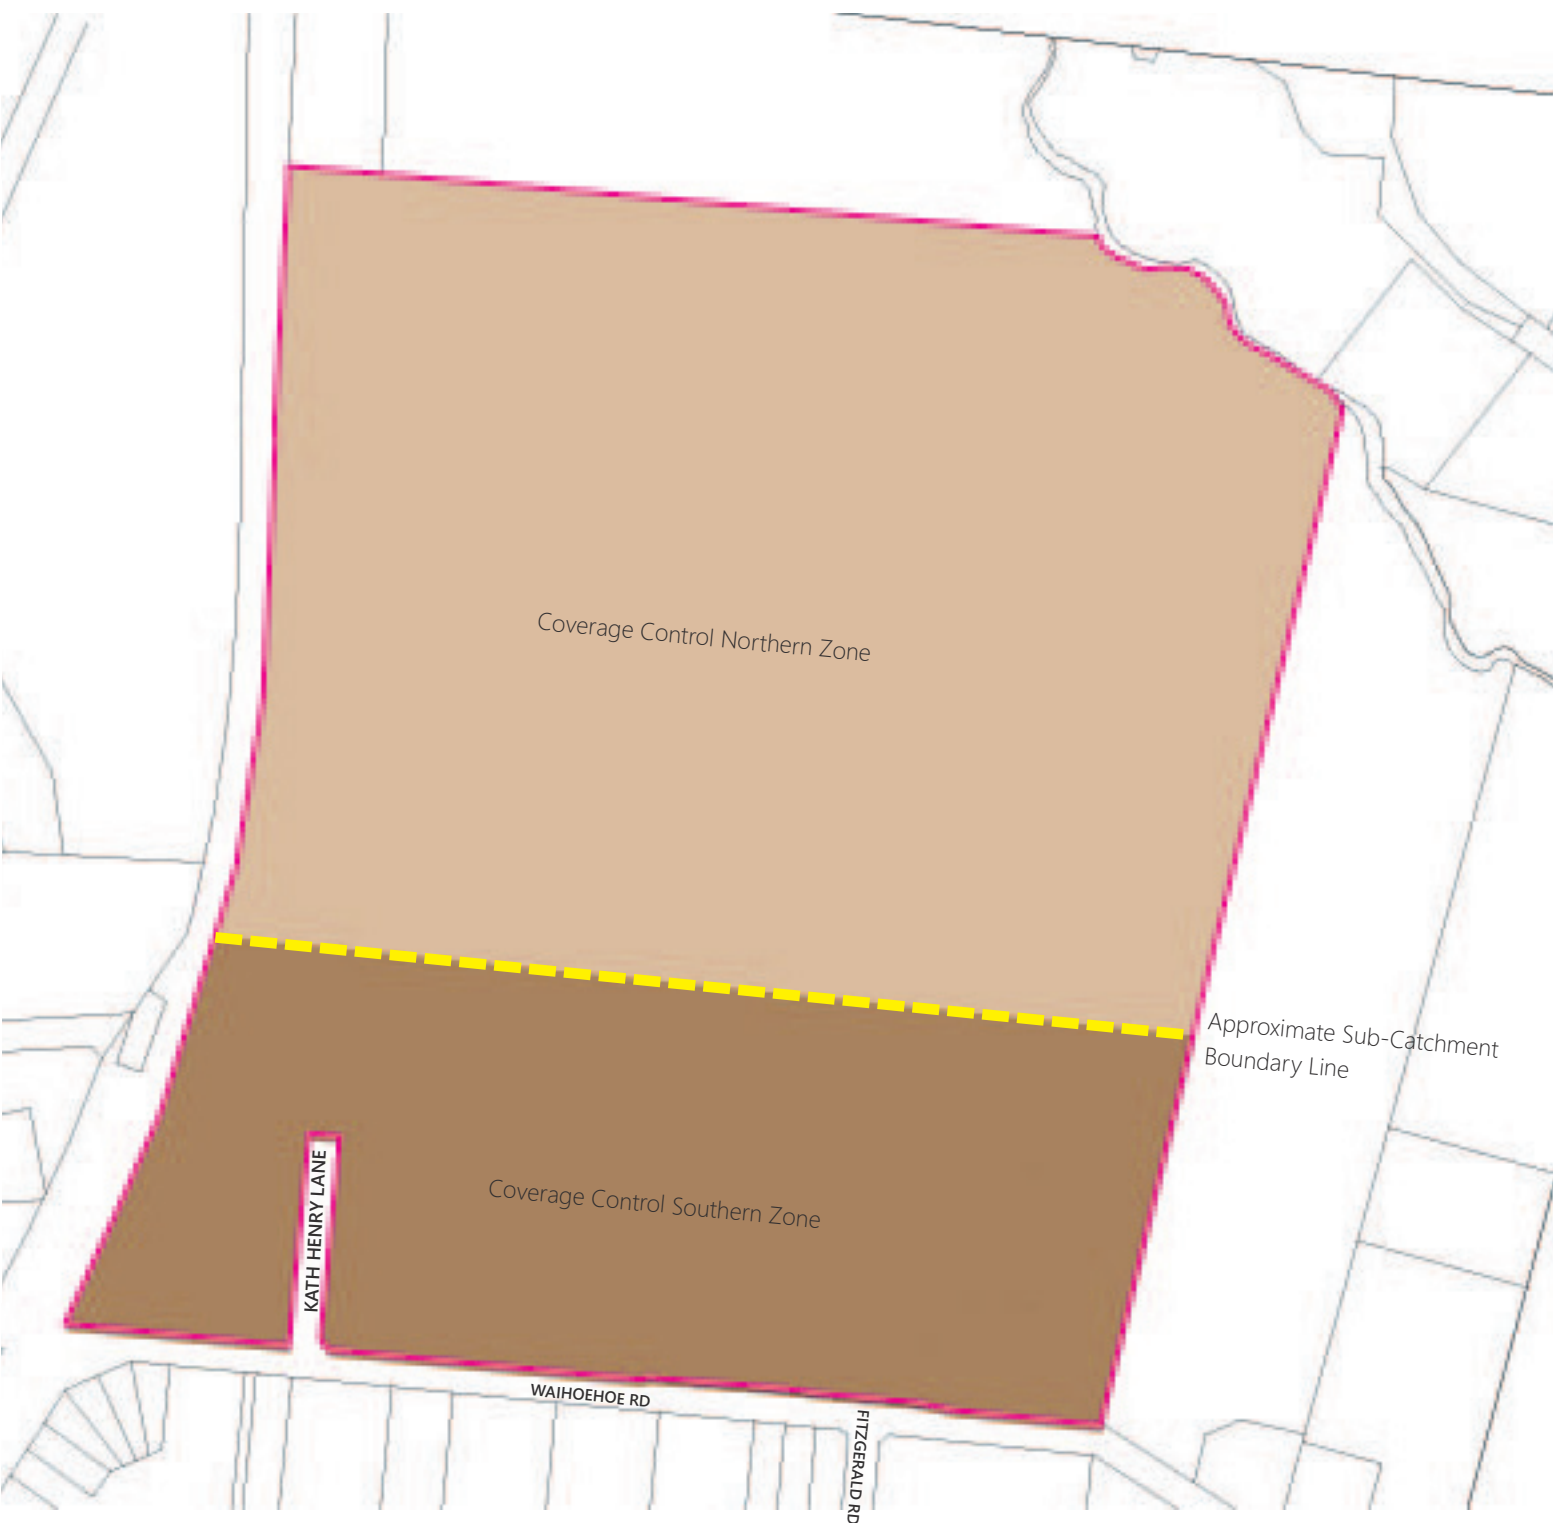 Coverage Control Northern Zone
Approximate Sub-Catchment
Boundary Line
KATH HENRY LANE
Coverage Control Southern Zone
WAIHOEHOE RD
FITZGERALD RD